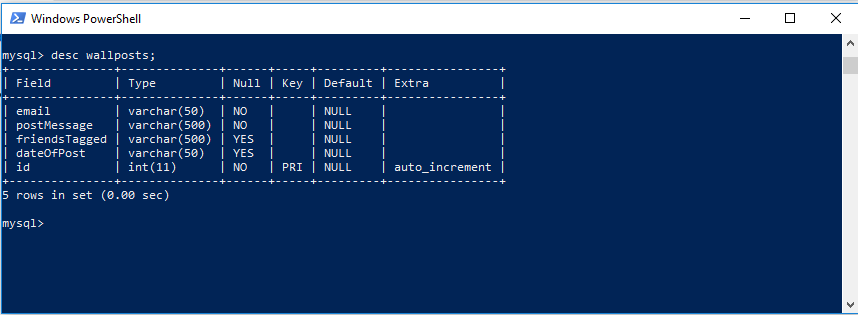 Windows PowerShell
mysql> desc wallposts;
+---------------+--------------+------+-----+---------+----------------+
| Field         | Type         | Null | Key | Default | Extra          |
+---------------+--------------+------+-----+---------+----------------+
| email         | varchar(50)  | NO   |     | NULL    |                |
| postMessage   | varchar(500) | NO   |     | NULL    |                |
| friendsTagged | varchar(500) | YES  |     | NULL    |                |
| dateOfPost    | varchar(50)  | YES  |     | NULL    |                |
| id            | int(11)      | NO   | PRI | NULL    | auto_increment |
+---------------+--------------+------+-----+---------+----------------+
5 rows in set (0.00 sec)
mysql>